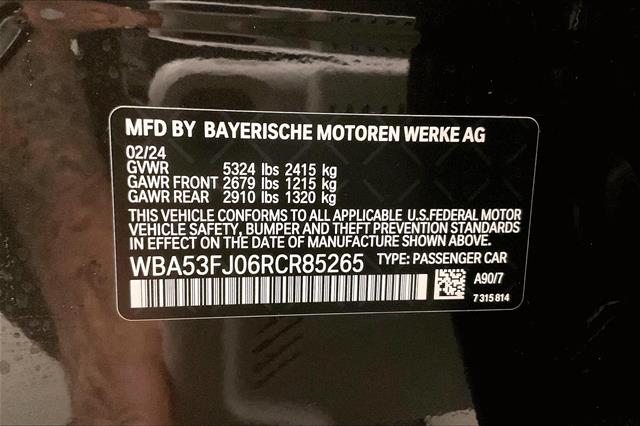 MFD BY BAYERISCHE MOTOREN WERKE AG
02/24
GVWR 5324 lbs 2415 kg
GAWR FRONT 2679 lbs 1215 kg
GAWR REAR 2910 lbs 1320 kg
THIS VEHICLE CONFORMS TO ALL APPLICABLE U.S.FEDERAL MOTOR
VEHICLE SAFETY, BUMPER AND THEFT PREVENTION STANDARDS
IN EFFECT ON THE DATE OF MANUFACTURE SHOWN ABOVE.
WBA53FJ06RCR85265 TYPE: PASSENGER CAR
A90/7
7 315 814